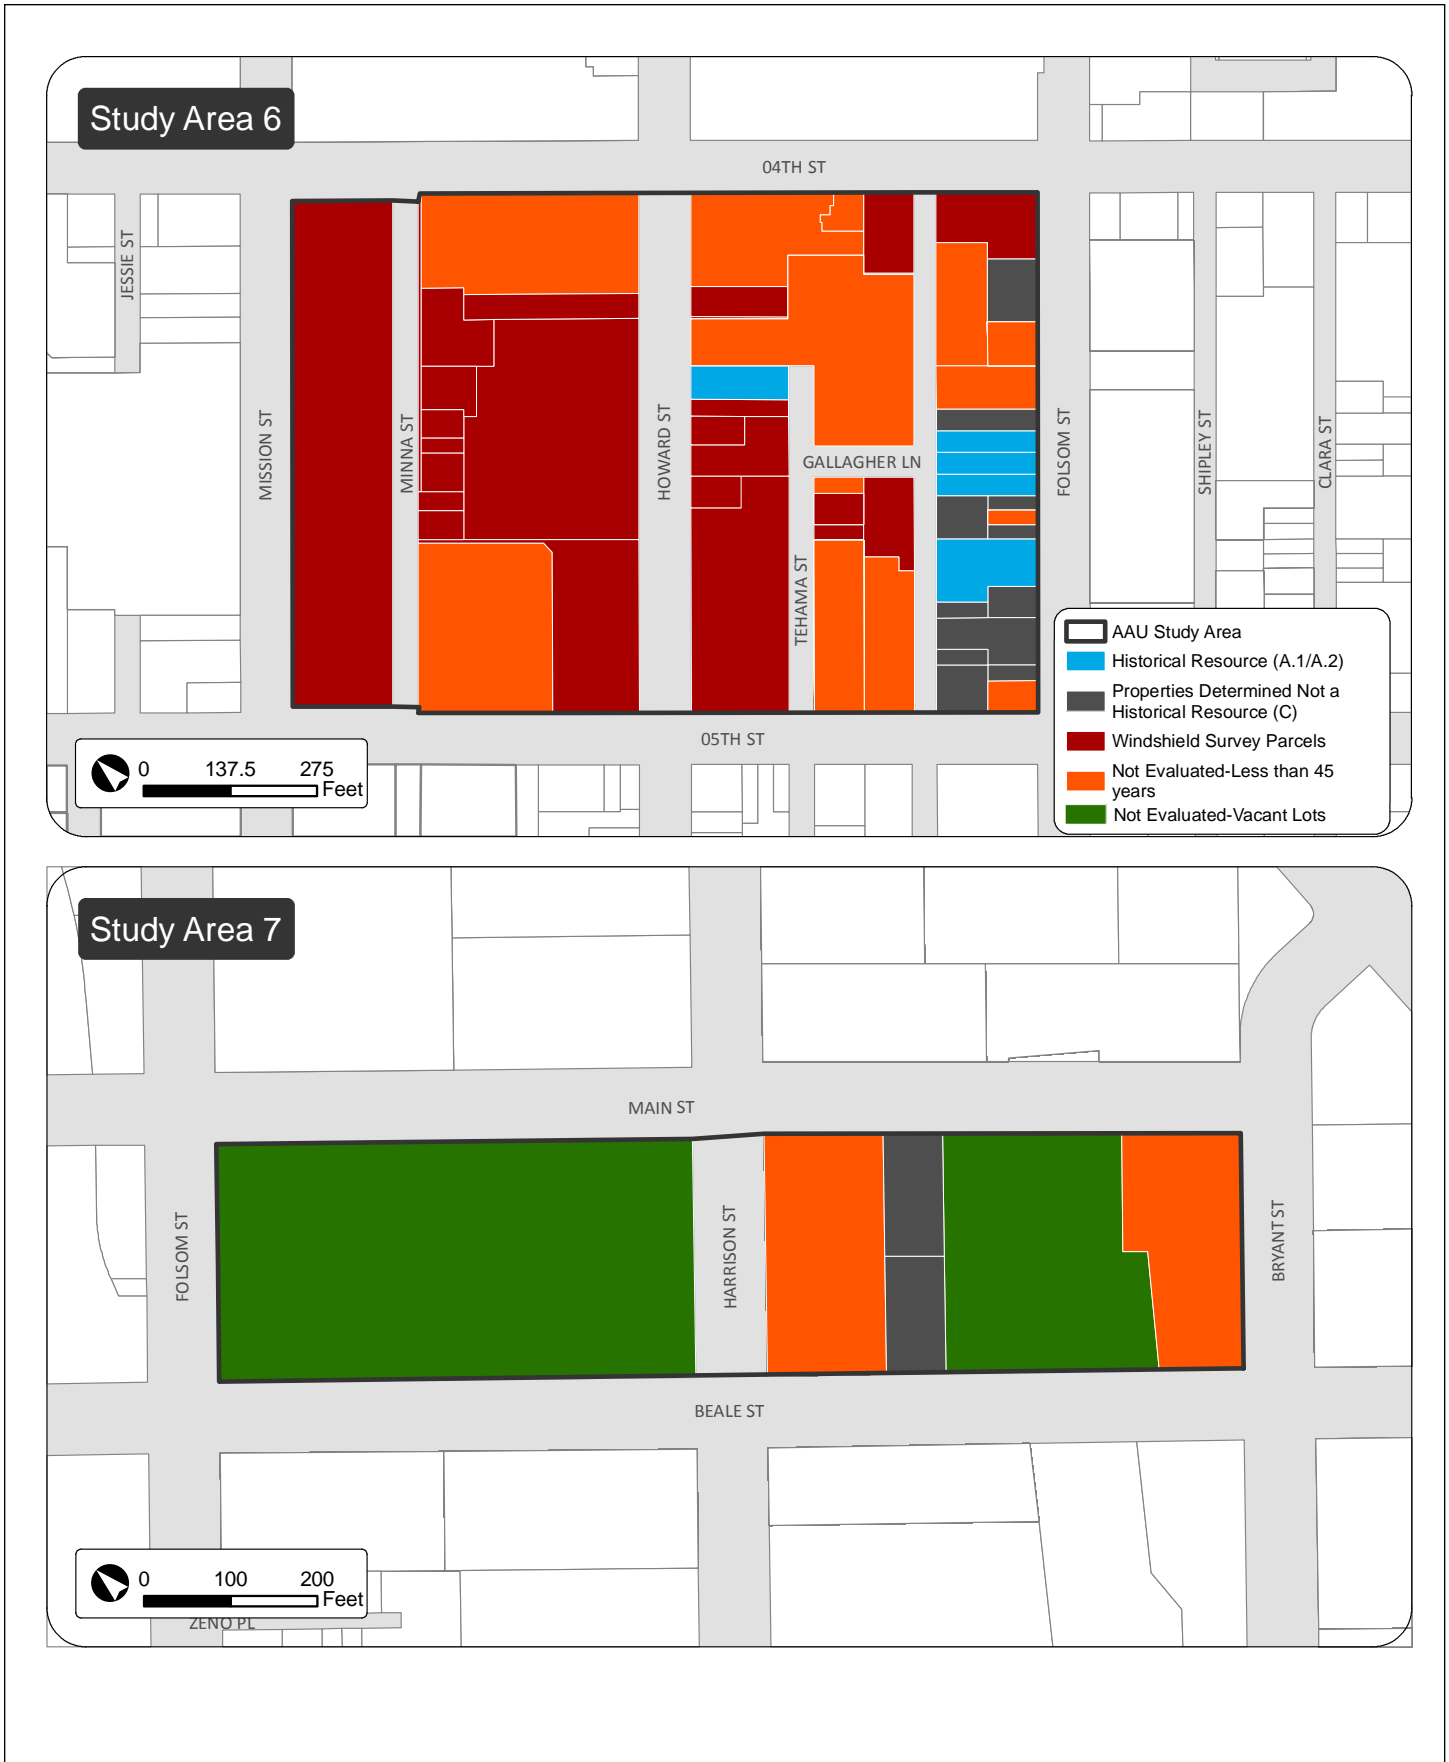 Study Area 6
04TH ST
JESSIE ST
MISSION ST
MINNA ST
HOWARD ST
GALLAGHER LN
TEHAMA ST
FOLSOM ST
SHIPLEY ST
CLARA ST
05TH ST
AAU Study Area
Historical Resource (A.1/A.2)
Properties Determined Not a
Historical Resource (C)
Windshield Survey Parcels
Not Evaluated-Less than 45
years
Not Evaluated-Vacant Lots
0 137.5 275
Feet
Study Area 7
MAIN ST
FOLSOM ST
HARRISON ST
BRYANT ST
BEALE ST
0 100 200
Feet
ZENO PL